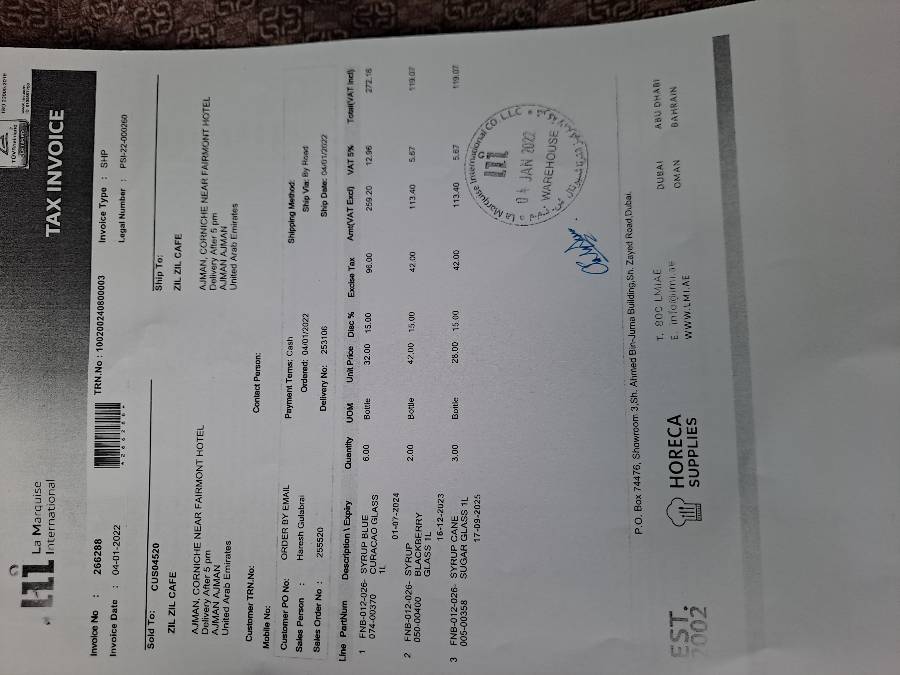 La Marquise
International
TAX INVOICE
Invoice No : 266288
TRN.No : 100200240800003
Invoice Type : SHP
Invoice Date : 04-01-2022
Legal Number : PSI-22-000260
Sold To: CUS04520
Ship To:
ZIL ZIL CAFE
ZIL ZIL CAFE
AJMAN, CORNICHE NEAR FAIRMONT HOTEL
Delivery After 5 pm
AJMAN AJMAN
United Arab Emirates
AJMAN, CORNICHE NEAR FAIRMONT HOTEL
Delivery After 5 pm
AJMAN AJMAN
United Arab Emirates
Customer TRN.No:
Mobile No:
Contact Person:
Customer PO No: ORDER BY EMAIL
Payment Terms: Cash
Shipping Method:
Sales Person : Haresh Gulabrai
Ordered: 04/01/2022
Ship Via: By Road
Sales Order No : 255520
Delivery No: 253106
Ship Date: 04/01/2022
Line PartNum Description \ Expiry Quantity UOM Unit Price Disc % Excise Tax Amt(VAT Excl) VAT 5% Total(VAT Incl)
1 FNB-012-026- SYRUP BLUE 6.00 Bottle 32.00 15.00 96.00 259.20 12.96 272.16
074-00370 CURACAO GLASS
1L
01-07-2024
2 FNB-012-026- SYRUP 2.00 Bottle 42.00 15.00 42.00 113.40 5.67 119.07
050-00400 BLACKBERRY
GLASS 1L
16-12-2023
3 FNB-012-026- SYRUP CANE 3.00 Bottle 28.00 15.00 42.00 113.40 5.67 119.07
005-00358 SUGAR GLASS 1L
17-09-2025
La Marquise International CO. L.L.C
04 JAN 2022
WAREHOUSE
P.O. Box 74476, Showroom 3,Sh. Ahmed Bin-Juma Building,Sh. Zayed Road,Dubai.
EST.
2002
HORECA
SUPPLIES
T. 800 LMIAE
E. info@lmi.ae
WWW.LMI.AE
DUBAI
OMAN
ABU DHABI
BAHRAIN